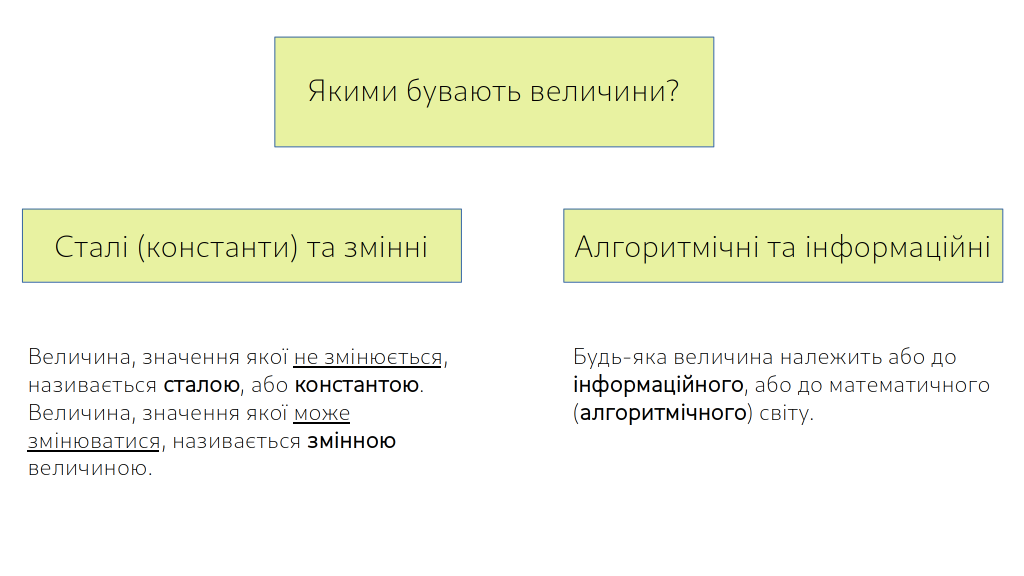 Якими бувають величини?
Сталі (константи) та змінні
Алгоритмічні та інформаційні
Величина, значення якої не змінюється,
називається сталою, або константою.
Величина, значення якої може
змінюватися, називається змінною
величиною.
Будь-яка величина належить або до
інформаційного, або до математичного
(алгоритмічного) світу.